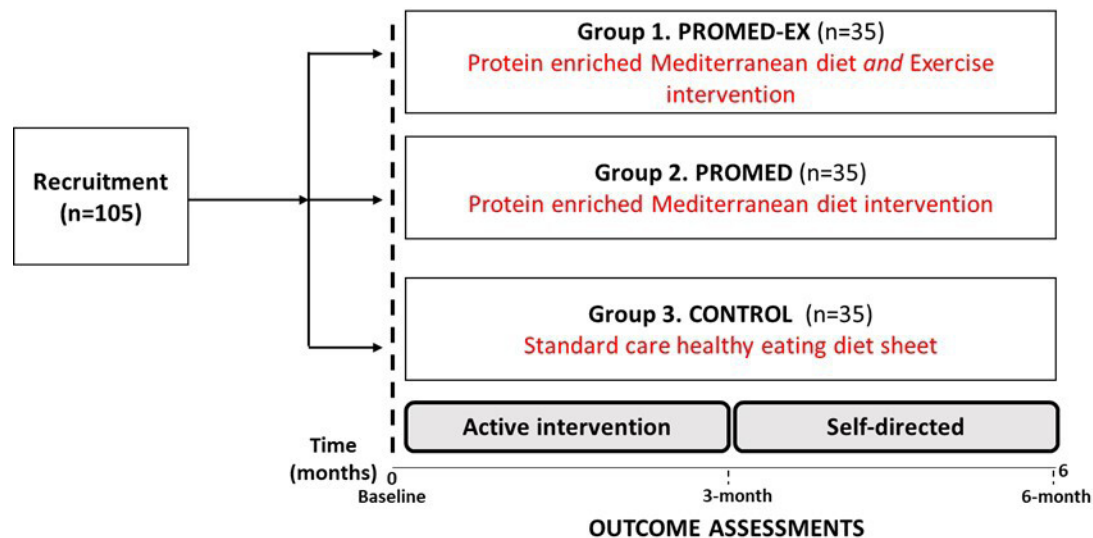 Group 1. PROMED-EX (n=35)
Protein enriched Mediterranean diet and Exercise
intervention
Recruitment
(n=105)
Group 2. PROMED (n=35)
Protein enriched Mediterranean diet intervention
Group 3. CONTROL (n=35)
Standard care healthy eating diet sheet
Active intervention
Self-directed
Time
(months)
0
6
Baseline
3-month
6-month
OUTCOME ASSESSMENTS